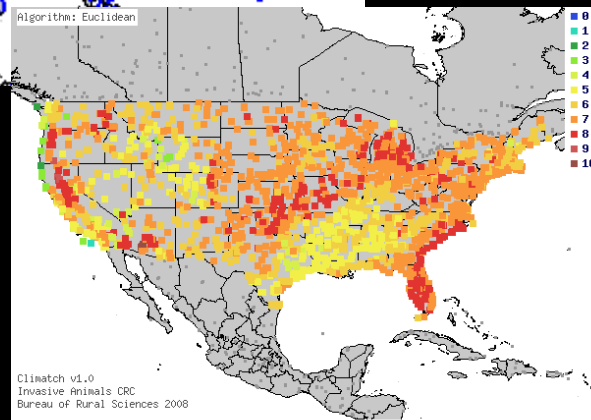 Algorithm: Euclidean
0
1
2
3
4
5
6
7
8
9
10
Climatch v1.0
Invasive Animals CRC
Bureau of Rural Sciences 2008